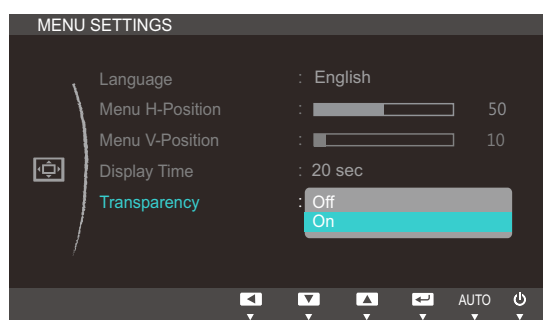 MENU SETTINGS
Language : English
Menu H-Position : 50
Menu V-Position : 10
Display Time : 20 sec
Transparency : Off
On
AUTO